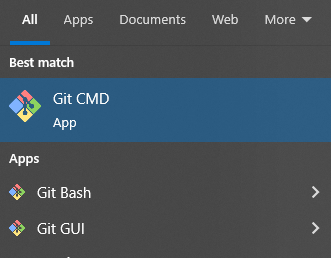 All Apps Documents Web More
Best match
Git CMD
App
Apps
Git Bash
Git GUI